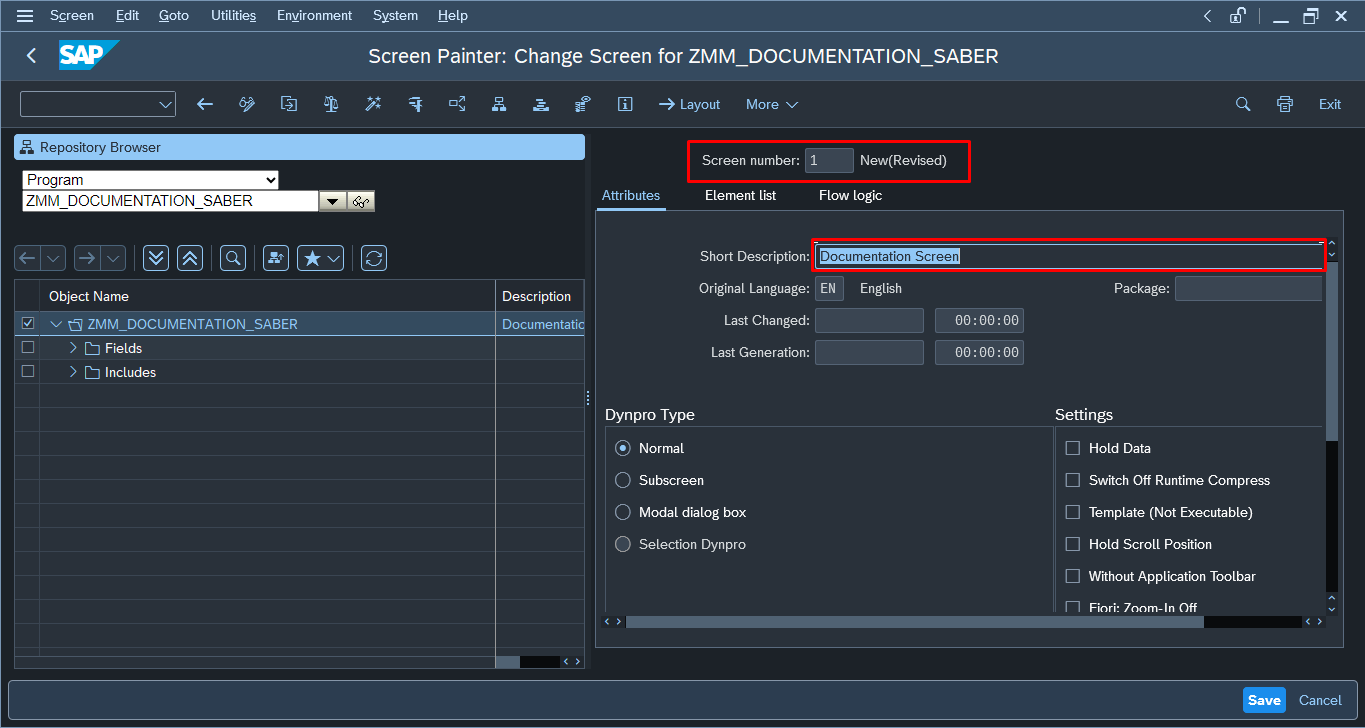 Screen Edit Goto Utilities Environment System Help
SAP Screen Painter: Change Screen for ZMM_DOCUMENTATION_SABER
Layout More Exit
Repository Browser
Program
ZMM_DOCUMENTATION_SABER
Object Name Description
ZMM_DOCUMENTATION_SABER Documentatic
Fields
Includes
Screen number: 1 New(Revised)
Attributes Element list Flow logic
Short Description: Documentation Screen
Original Language: EN English Package:
Last Changed: 00:00:00
Last Generation: 00:00:00
Dynpro Type
Normal
Subscreen
Modal dialog box
Selection Dynpro
Settings
Hold Data
Switch Off Runtime Compress
Template (Not Executable)
Hold Scroll Position
Without Application Toolbar
Fiori: Zoom-In Off
Save Cancel